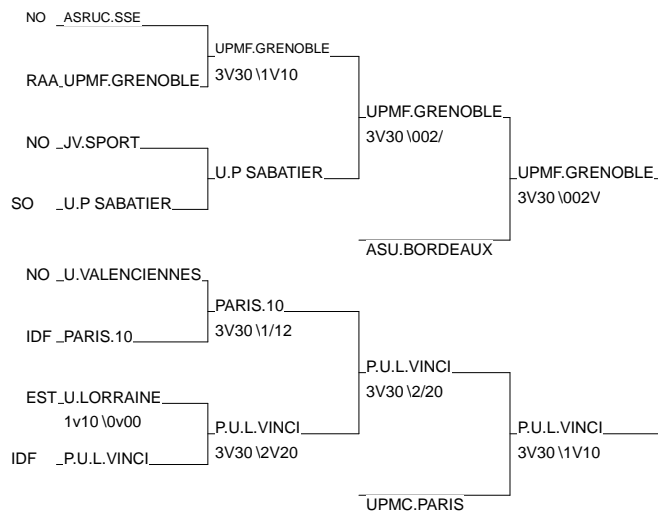 NO ASRUC.SSE
UPMF.GRENOBLE
RAA UPMF.GRENOBLE
3V30 \1V10
UPMF.GRENOBLE
3V30 \002/
NO JV.SPORT
U.P SABATIER
UPMF.GRENOBLE
3V30 \002V
SO U.P SABATIER
ASU.BORDEAUX
NO U.VALENCIENNES
PARIS.10
3V30 \1/12
IDF PARIS.10
P.U.L.VINCI
3V30 \2/20
EST U.LORRAINE
1v10 \0v00
P.U.L.VINCI
3V30 \2V20
P.U.L.VINCI
3V30 \1V10
IDF P.U.L.VINCI
UPMC.PARIS